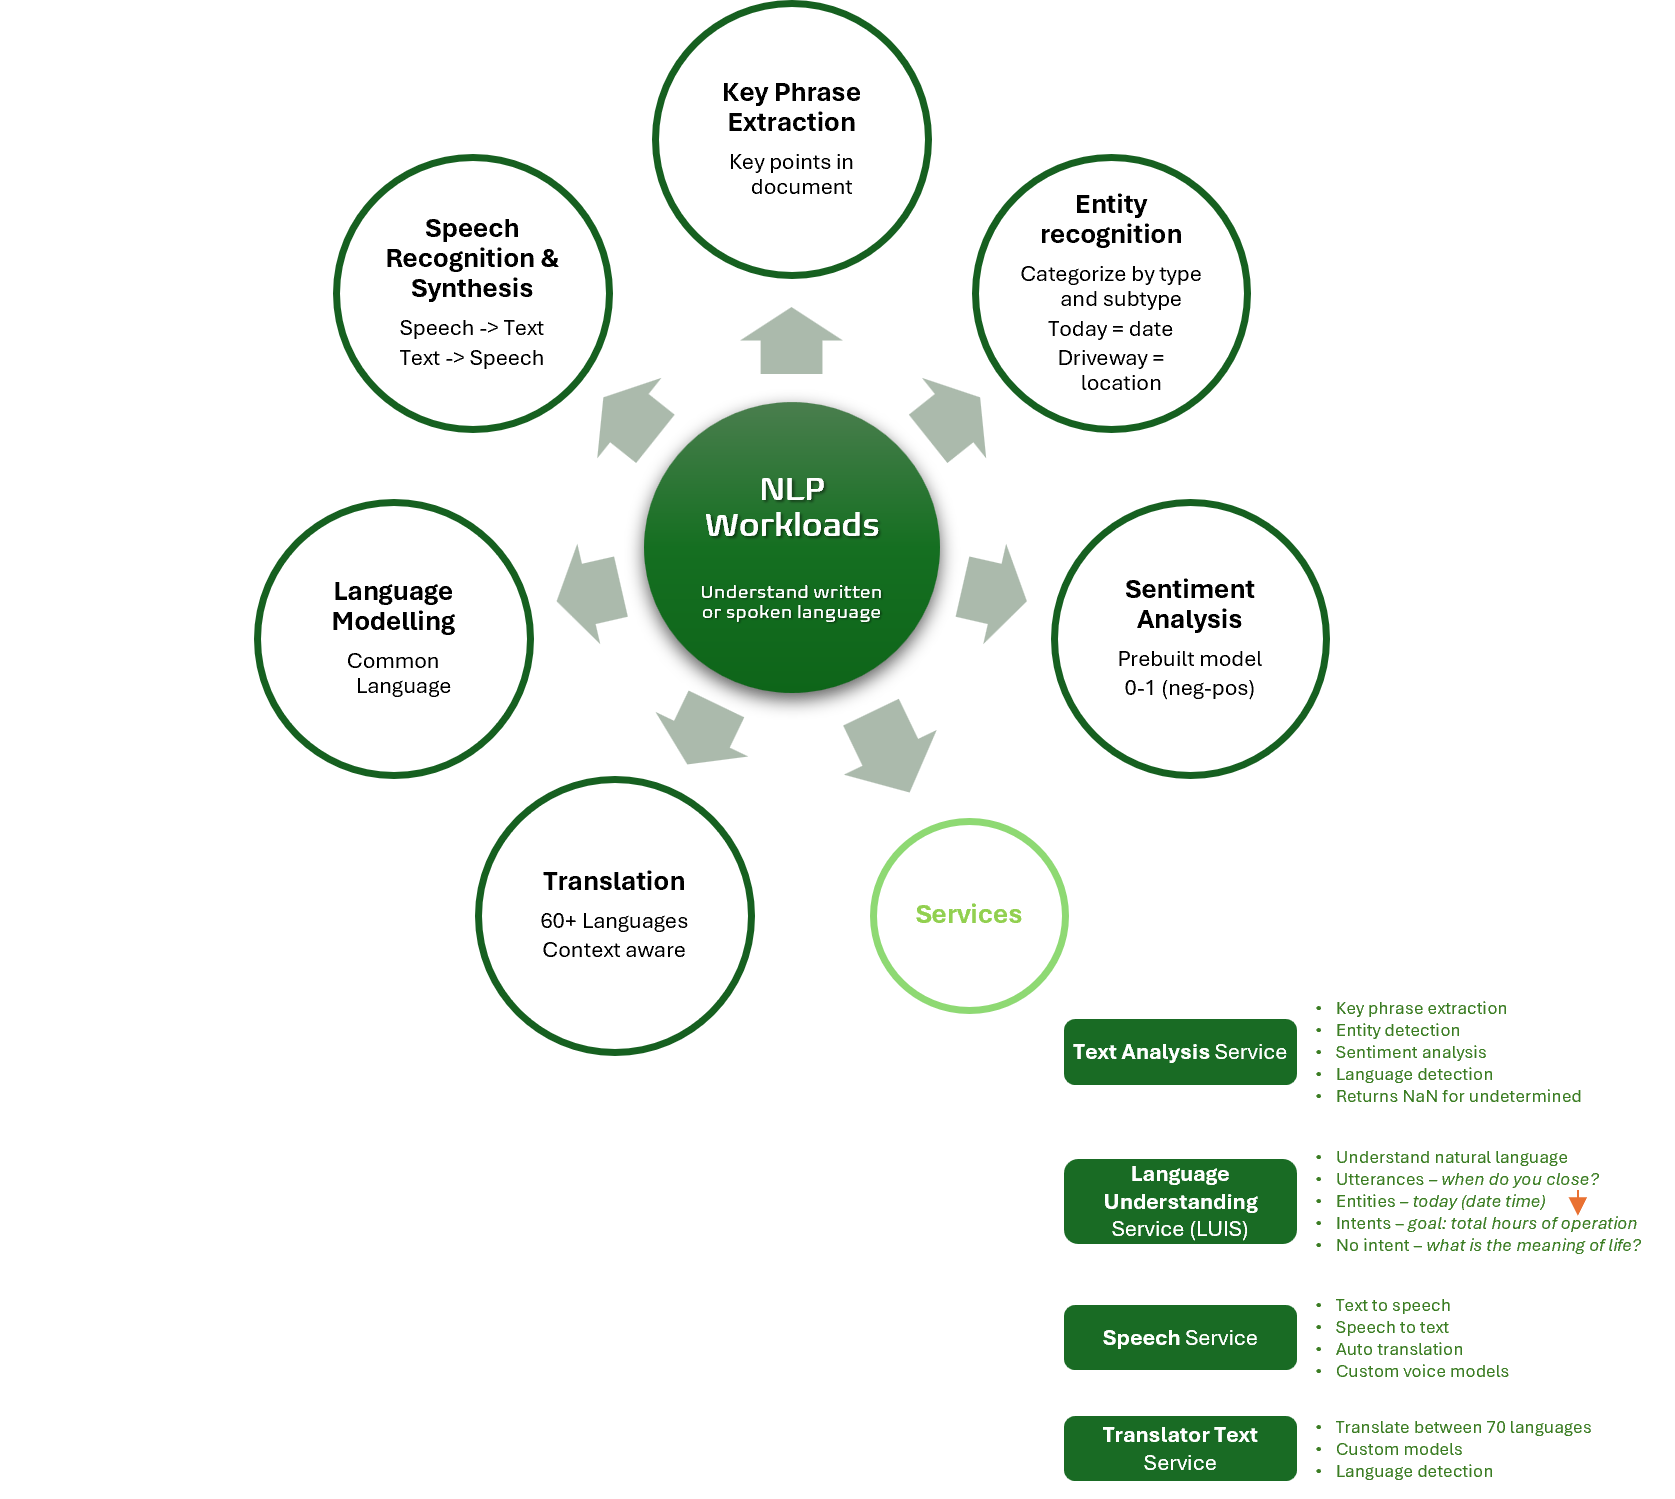 Key Phrase
Extraction
Key points in
document
Speech
Recognition &
Synthesis
Speech -> Text
Text -> Speech
Entity
recognition
Categorize by type
and subtype
Today = date
Driveway =
location
NLP
Workloads
Understand written
or spoken language
Language
Modelling
Common
Language
Sentiment
Analysis
Prebuilt model
0-1 (neg-pos)
Translation
60+ Languages
Context aware
Services
Text Analysis Service
• Key phrase extraction
• Entity detection
• Sentiment analysis
• Language detection
• Returns NaN for undetermined
Language
Understanding
Service (LUIS)
• Understand natural language
• Utterances – when do you close?
• Entities – today (date time)
• Intents – goal: total hours of operation
• No intent – what is the meaning of life?
Speech Service
• Text to speech
• Speech to text
• Auto translation
• Custom voice models
Translator Text
Service
• Translate between 70 languages
• Custom models
• Language detection